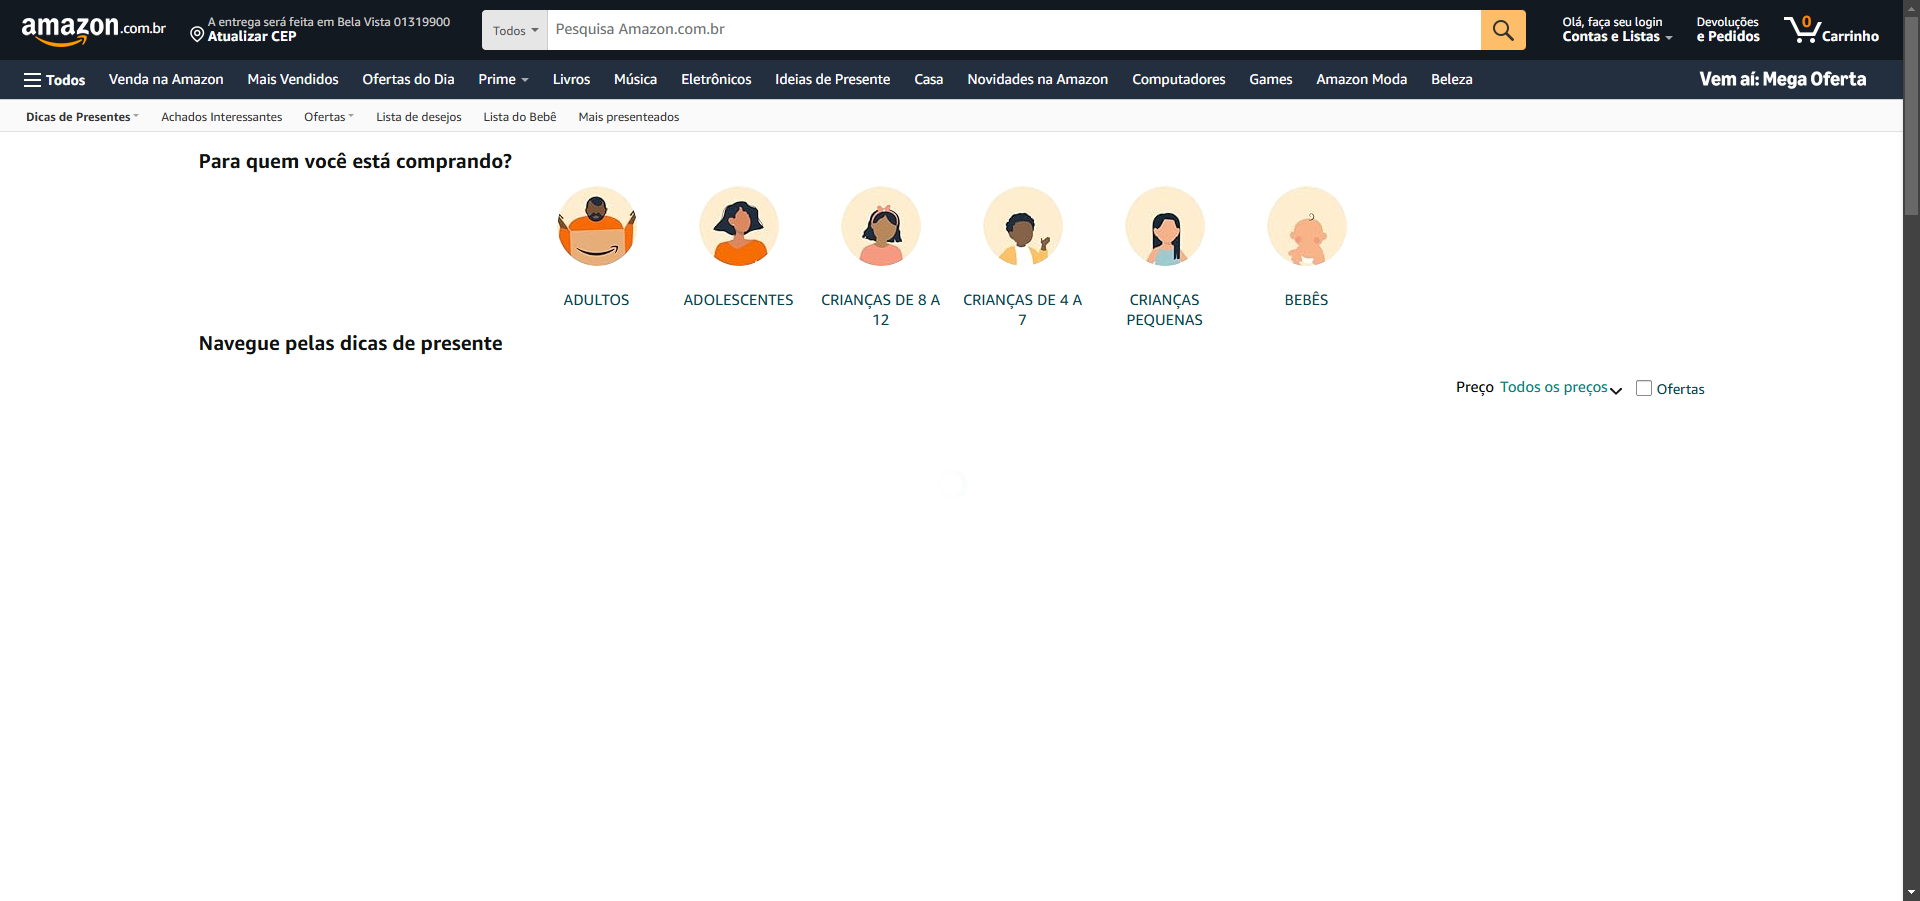 amazon.com.br
A entrega será feita em Bela Vista 01319900
Atualizar CEP
Todos
Pesquisa Amazon.com.br
Olá, faça seu login
Contas e Listas
Devoluções
e Pedidos
0
Carrinho
Todos
Venda na Amazon
Mais Vendidos
Ofertas do Dia
Prime
Livros
Música
Eletrônicos
Ideias de Presente
Casa
Novidades na Amazon
Computadores
Games
Amazon Moda
Beleza
Vem aí: Mega Oferta
Dicas de Presentes
Achados Interessantes
Ofertas
Lista de desejos
Lista do Bebê
Mais presenteados
Para quem você está comprando?
ADULTOS
ADOLESCENTES
CRIANÇAS DE 8 A
12
CRIANÇAS DE 4 A
7
CRIANÇAS
PEQUENAS
BEBÊS
Navegue pelas dicas de presente
Preço Todos os preços
Ofertas